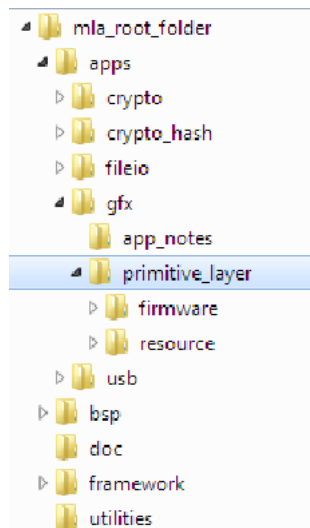 mla_root_folder
apps
crypto
crypto_hash
fileio
gfx
app_notes
primitive_layer
firmware
resource
usb
bsp
doc
framework
utilities